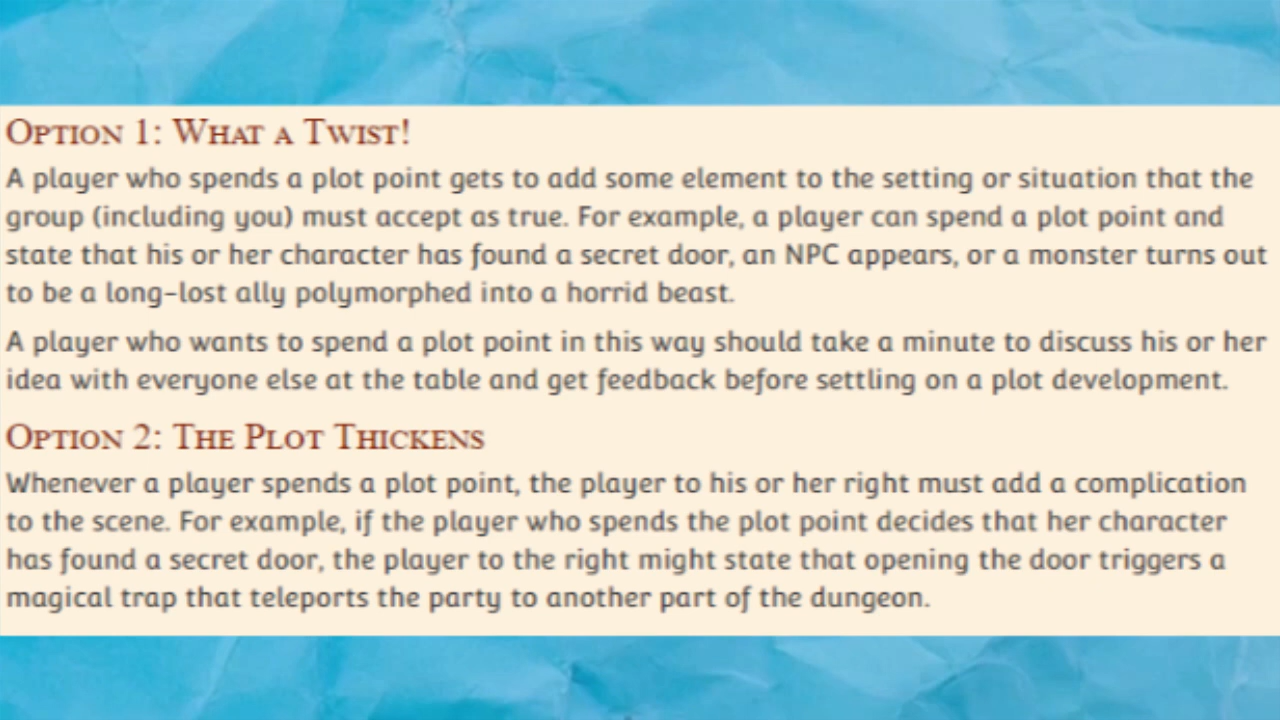 Option 1: What a Twist!
A player who spends a plot point gets to add some element to the setting or situation that the
group (including you) must accept as true. For example, a player can spend a plot point and
state that his or her character has found a secret door, an NPC appears, or a monster turns out
to be a long-lost ally polymorphed into a horrid beast.
A player who wants to spend a plot point in this way should take a minute to discuss his or her
idea with everyone else at the table and get feedback before settling on a plot development.
Option 2: The Plot Thickens
Whenever a player spends a plot point, the player to his or her right must add a complication
to the scene. For example, if the player who spends the plot point decides that her character
has found a secret door, the player to the right might state that opening the door triggers a
magical trap that teleports the party to another part of the dungeon.